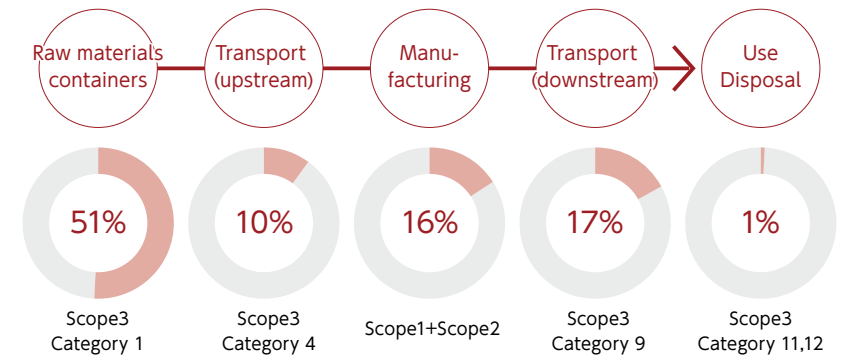 Raw materials
containers
Transport
(upstream)
Manu-
facturing
Transport
(downstream)
Use
Disposal
51%
10%
16%
17%
1%
Scope3
Category 1
Scope3
Category 4
Scope1+Scope2
Scope3
Category 9
Scope3
Category 11,12